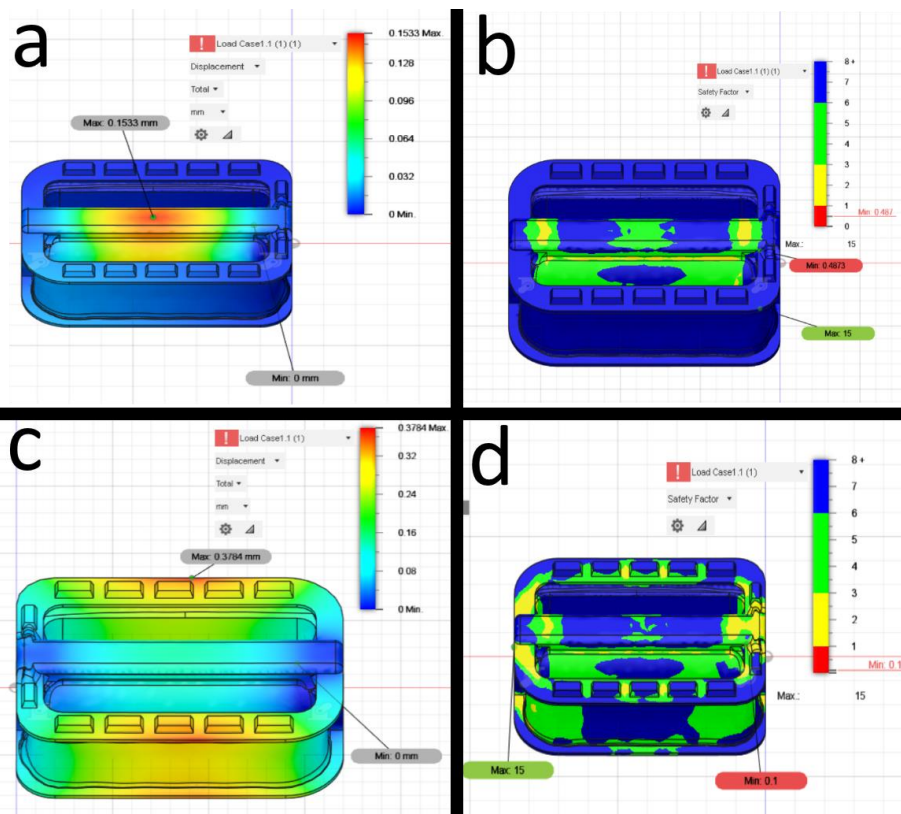 a
Load Case1.1 (1) (1)
Displacement
Total
mm
Max: 0.1533 mm
0.1533 Max.
0.128
0.096
0.064
0.032
0 Min.
Min: 0 mm
b
Load Case1.1 (1) (1)
Safety Factor
8 +
7
6
5
4
3
2
1
0
Min: 0.487
Max.: 15
Min: 0.4873
Max: 15
c
Load Case1.1 (1)
Displacement
Total
mm
Max: 0.3784 mm
0.3784 Max.
0.32
0.24
0.16
0.08
0 Min.
Min: 0 mm
d
Load Case1.1 (1)
Safety Factor
8 +
7
6
5
4
3
2
1
Min: 0.1
Max.: 15
Max: 15
Min: 0.1